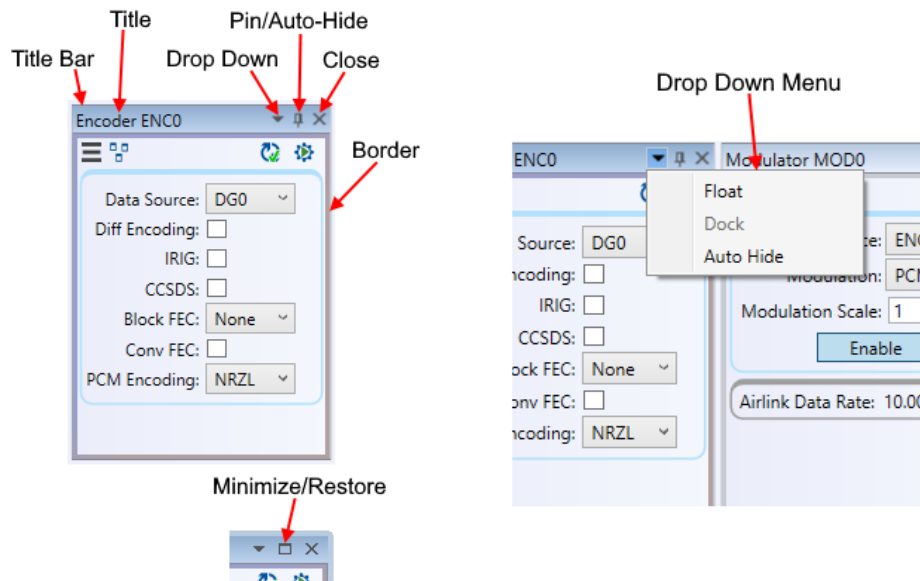 Title
Pin/Auto-Hide
Title Bar
Drop Down
Close
Encoder ENC0
Border
Data Source: DG0
Diff Encoding:
IRIG:
CCSDS:
Block FEC: None
Conv FEC:
PCM Encoding: NRZL
Minimize/Restore
Drop Down Menu
ENC0
Modulator MOD0
Float
Dock
Auto Hide
Source: DG0
ncoding:
IRIG:
CCSDS:
ock FEC: None
onv FEC:
ncoding: NRZL
ce: EN
Modulation: PCM
Modulation Scale: 1
Enable
Airlink Data Rate: 10.00